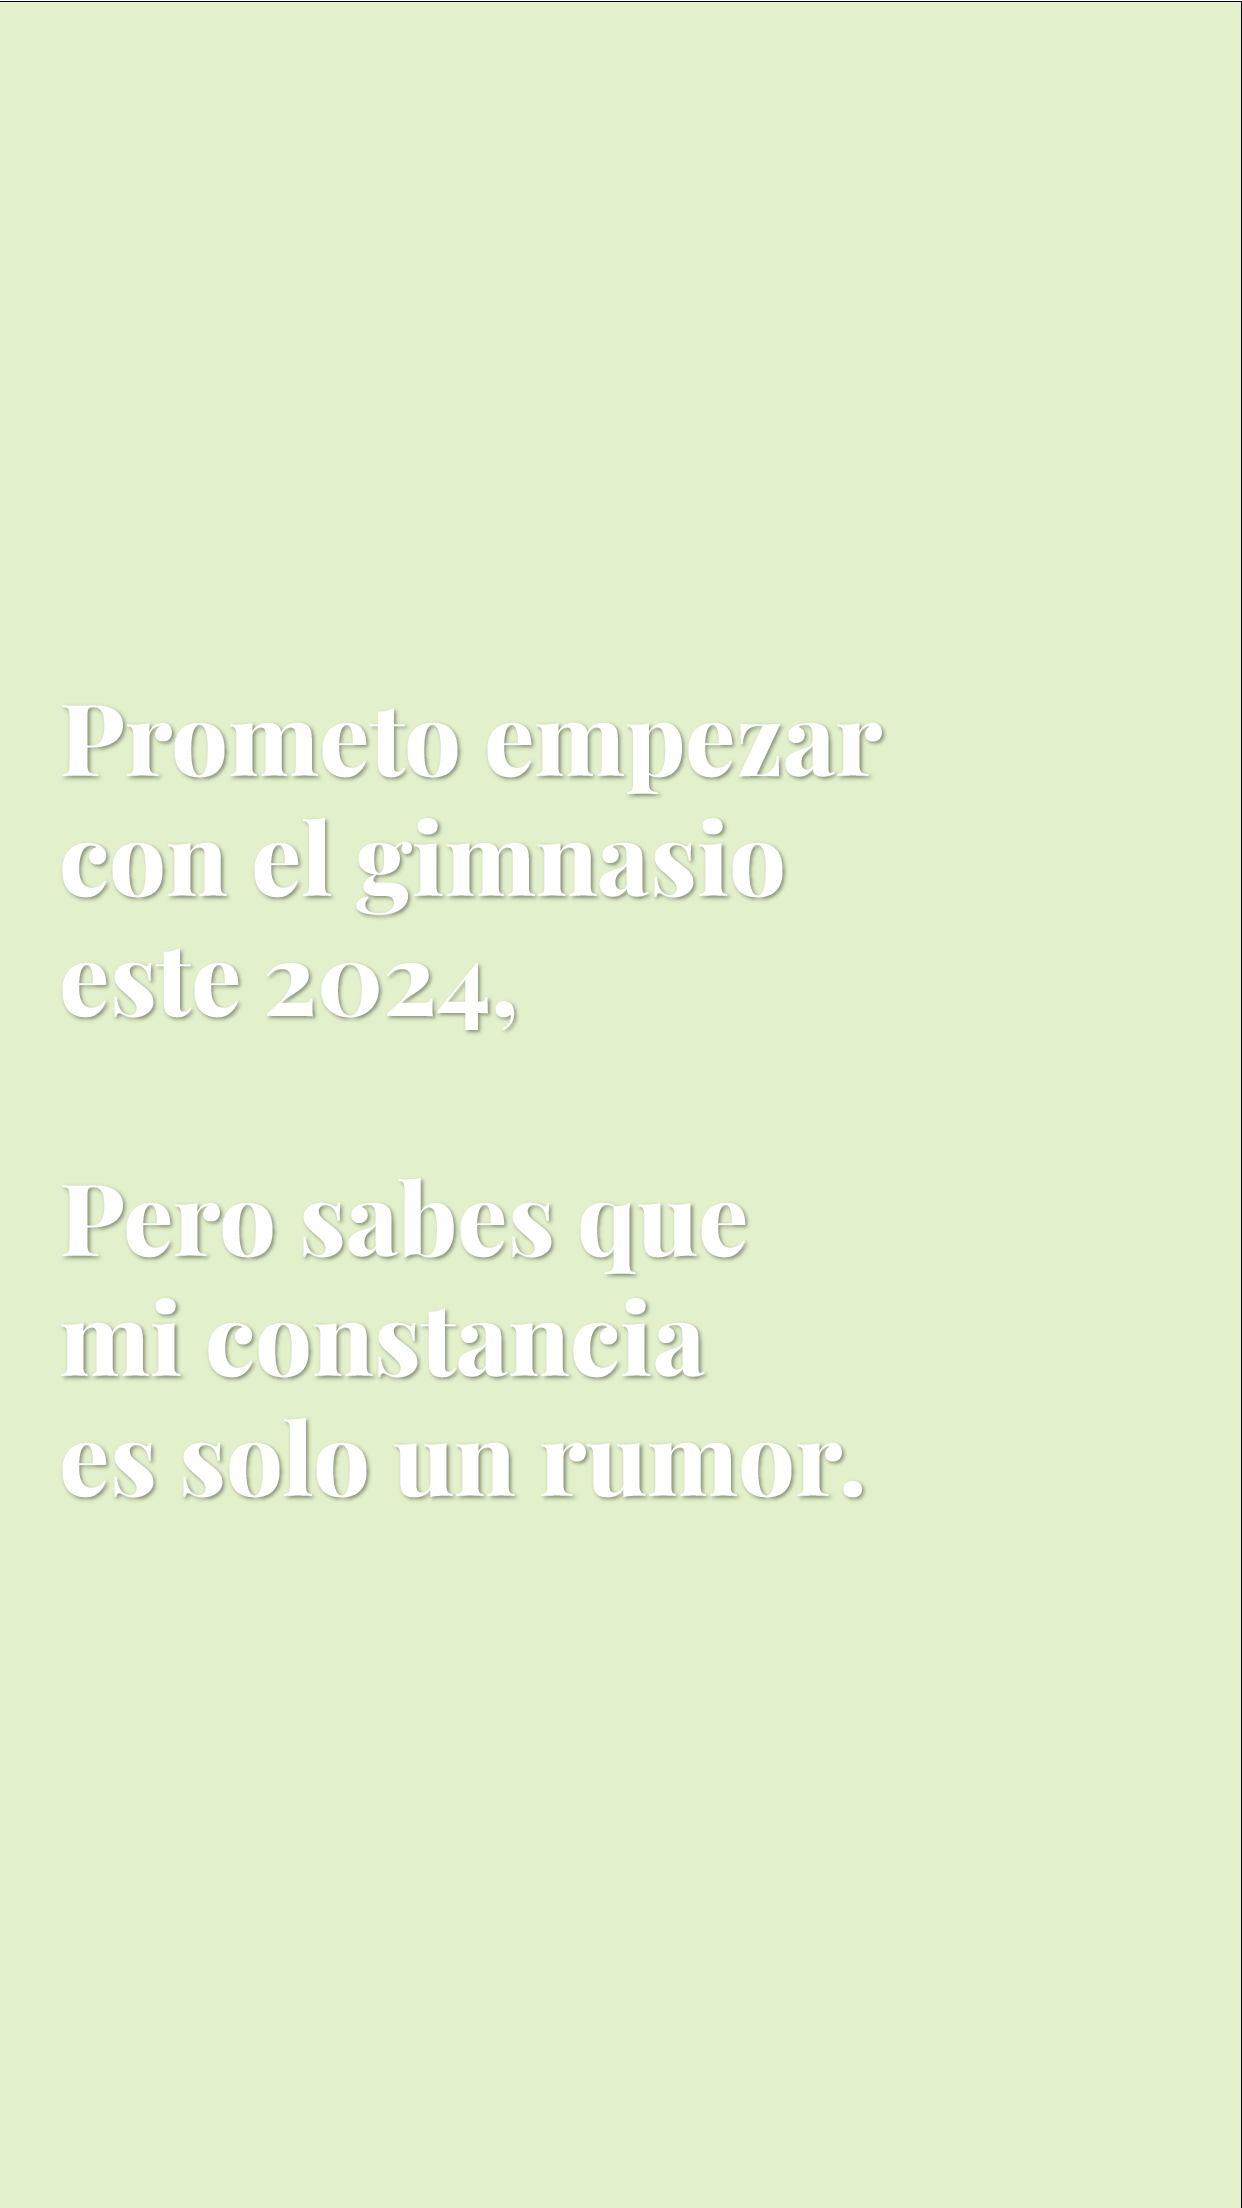 Prometo empezar
con el gimnasio
este 2024,
Pero sabes que
mi constancia
es solo un rumor.